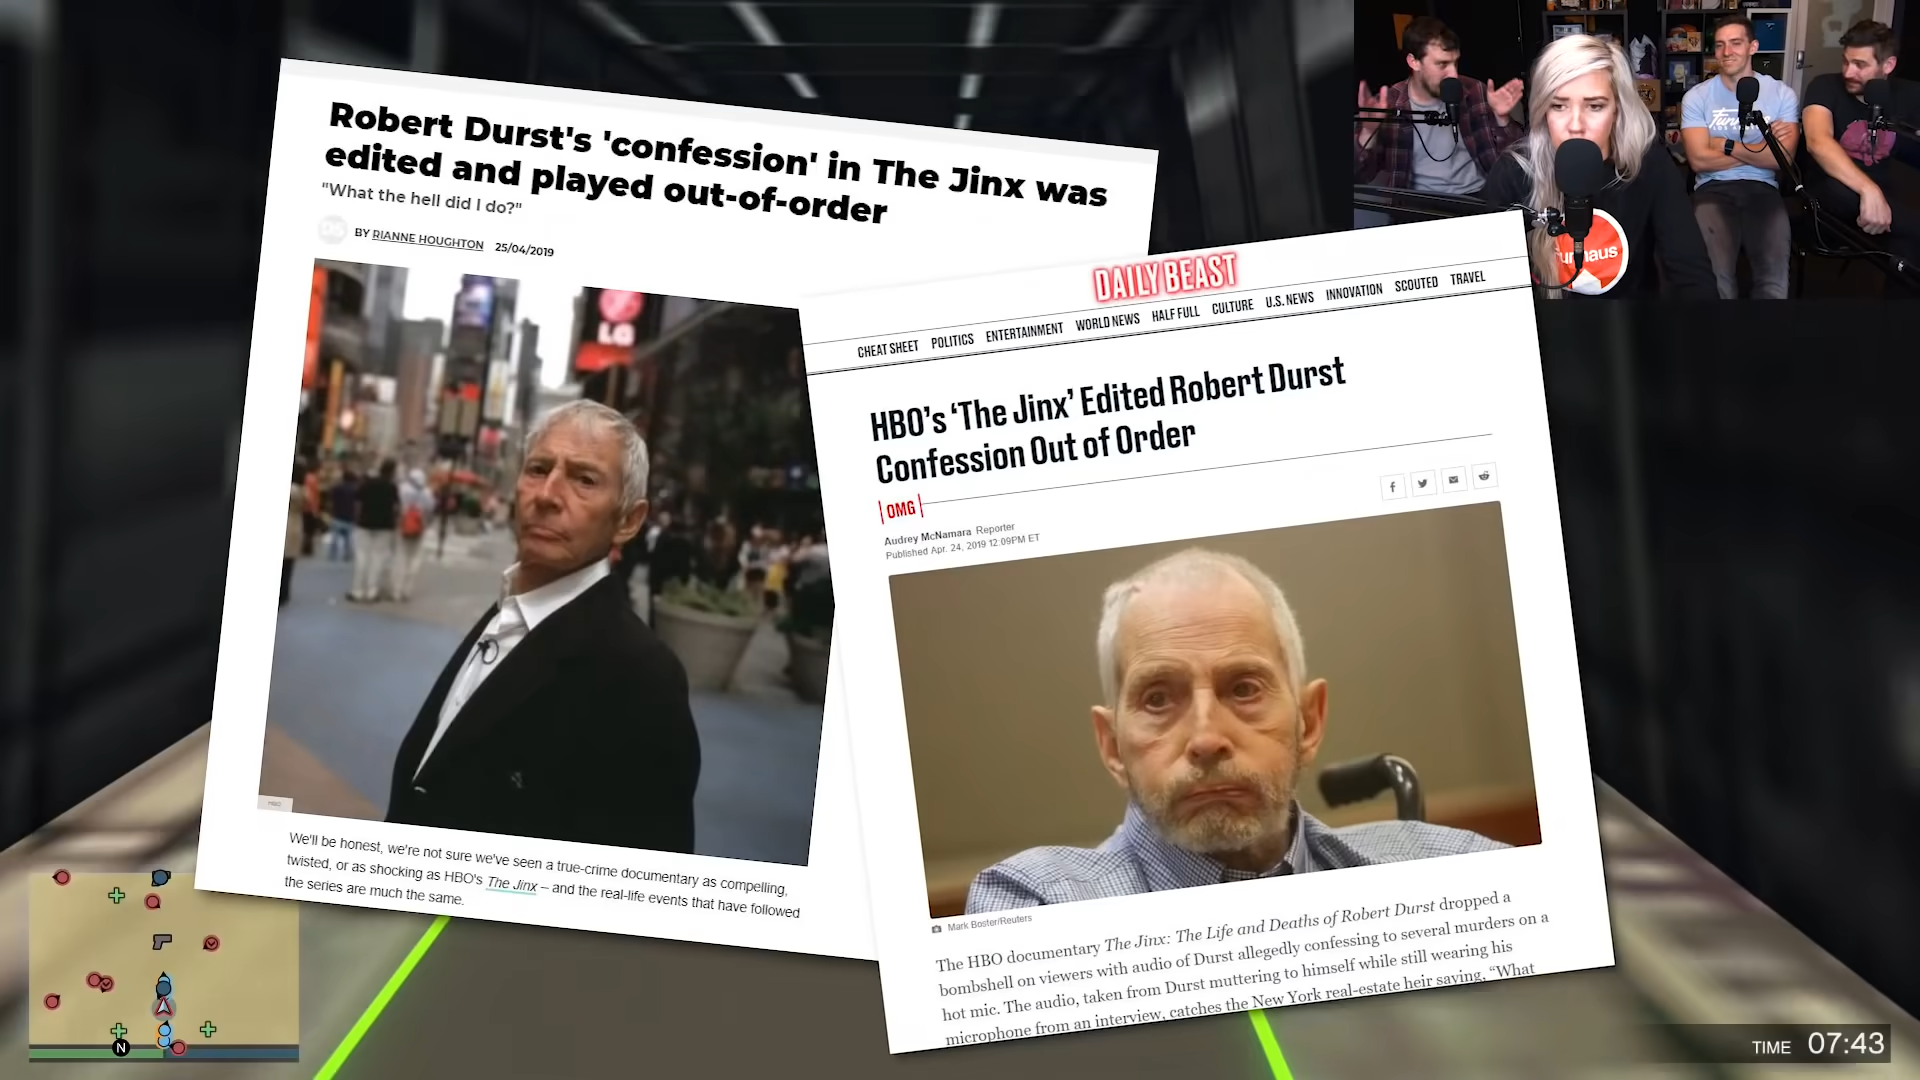 Robert Durst's 'confession' in The Jinx was
edited and played out-of-order
"What the hell did I do?"
BY RIANNE HOUGHTON 25/04/2019
LG
HBO
We'll be honest, we're not sure we've seen a true-crime documentary as compelling,
twisted, or as shocking as HBO's The Jinx – and the real-life events that have followed
the series are much the same.
DAILY BEAST
CHEAT SHEET POLITICS ENTERTAINMENT WORLD NEWS HALF FULL CULTURE U.S. NEWS INNOVATION SCOUTED TRAVEL
HBO's 'The Jinx' Edited Robert Durst
Confession Out of Order
OMG
Audrey McNamara Reporter
Published Apr. 24, 2019 12:09PM ET
Mark Boster/Reuters
The HBO documentary The Jinx: The Life and Deaths of Robert Durst dropped a
bombshell on viewers with audio of Durst allegedly confessing to several murders on a
hot mic. The audio, taken from Durst muttering to himself while still wearing his
microphone from an interview, catches the New York real-estate heir saying, “What
N
TIME 07:43